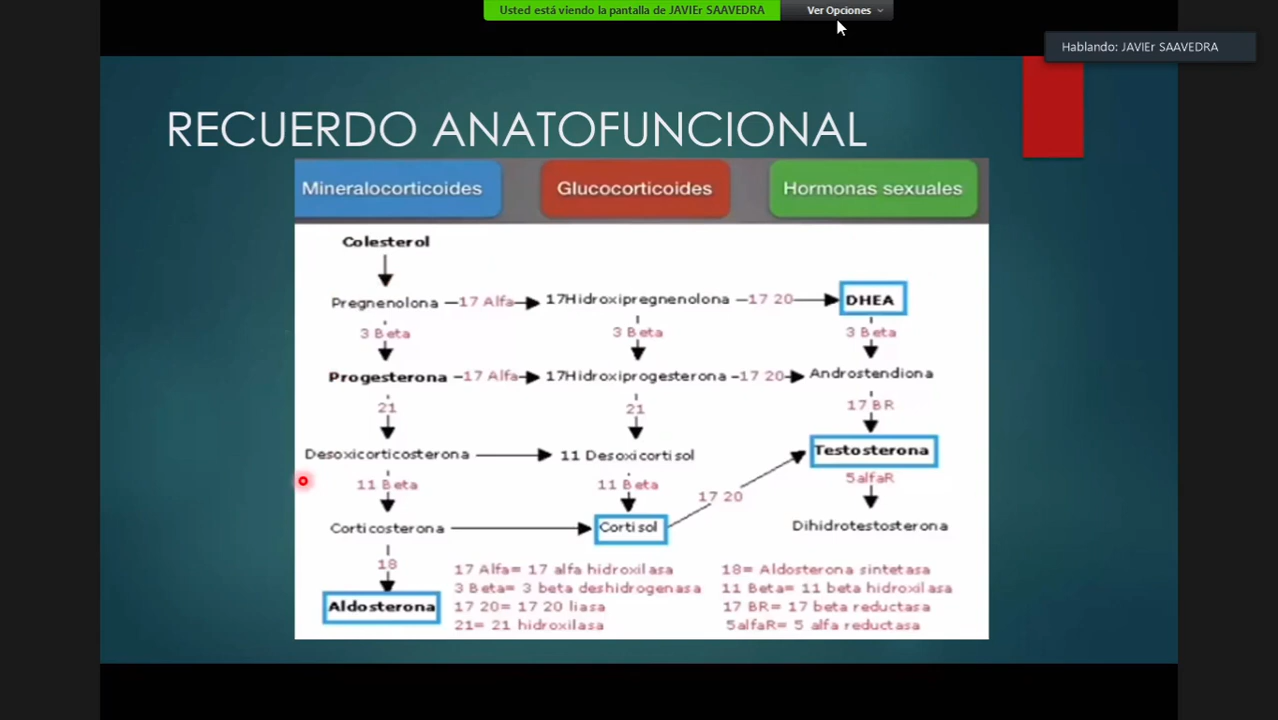 Usted está viendo la pantalla de JAVIEr SAAVEDRA
Ver Opciones
Hablando: JAVIEr SAAVEDRA
RECUERDO ANATOFUNCIONAL
Mineralocorticoides Glucocorticoides Hormonas sexuales
Colesterol
Pregnenolona 17 Alfa 17Hidroxipregnenolona 17 20 DHEA
3 Beta 3 Beta 3 Beta
Progesterona 17 Alfa 17Hidroxiprogesterona 17 20 Androstendiona
21 21 17 BR
Desoxicorticosterona 11 Desoxicortisol Testosterona
11 Beta 11 Beta 17 20 5alfaR
Corticosterona Cortisol Dihidrotestosterona
18
Aldosterona
17 Alfa= 17 alfa hidroxilasa
3 Beta= 3 beta deshidrogenasa
17 20= 17 20 liasa
21= 21 hidroxilasa
18= Aldosterona sintetasa
11 Beta= 11 beta hidroxilasa
17 BR= 17 beta reductasa
5alfaR= 5 alfa reductasa